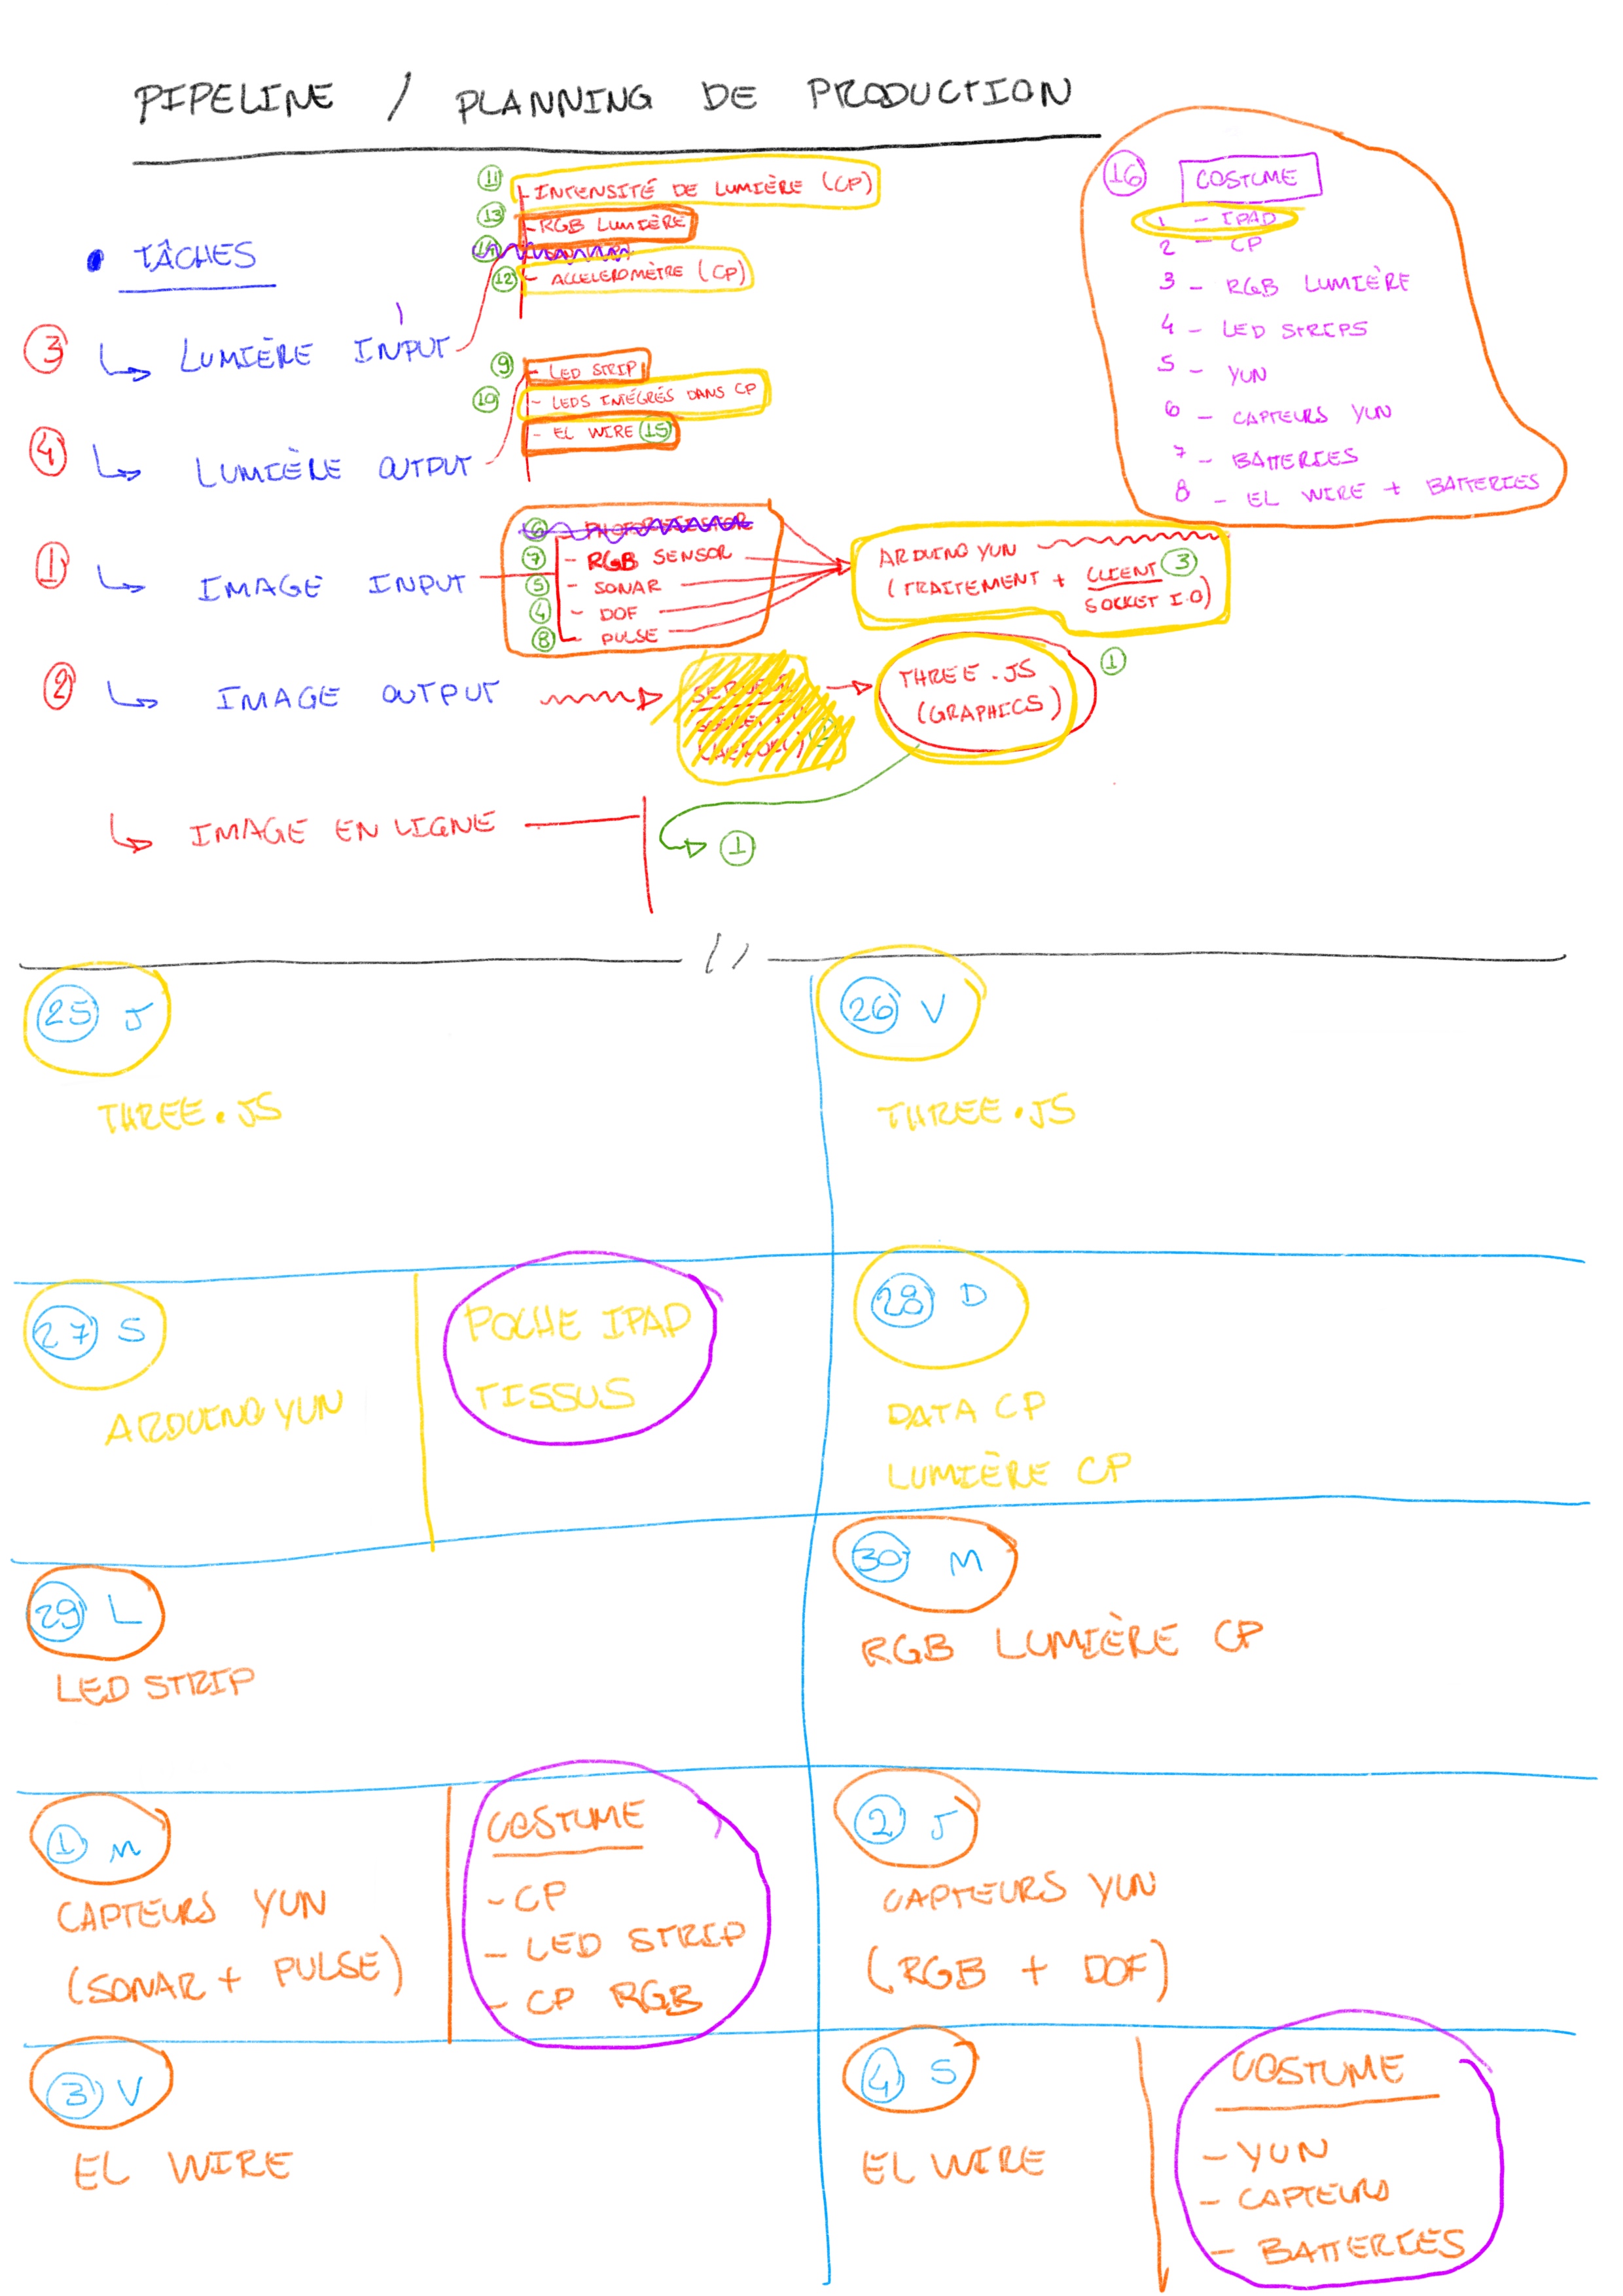 PIPELINE / PLANNING DE PRODUCTION
• TÂCHES
11 - INTENSITÉ DE LUMIÈRE (CP)
13 - RGB LUMIÈRE
14
12 - ACCELEROMÈTRE (CP)
3 LUMIÈRE INPUT
9 - LED STRIP
10 - LEDS INTÉGRÉS DANS CP
- EL WIRE 15
4 LUMIÈRE OUTPUT
6 - PHOTORESISTOR
7 - RGB SENSOR
5 - SONAR
4 - DOF
8 - PULSE
1 IMAGE INPUT
ARDUINO YUN
(TRAITEMENT + CLIENT 3
SOCKET I.O)
2 IMAGE OUTPUT
SERVEUR
SOCKET I.O
THREE.JS 1
(GRAPHICS)
IMAGE EN LIGNE
1
16 COSTUME
1 - IPAD
2 - CP
3 - RGB LUMIÈRE
4 - LED STRIPS
5 - YUN
6 - CAPTEURS YUN
7 - BATTERIES
8 - EL WIRE + BATTERIES
//
25 J
THREE.JS
26 V
THREE.JS
27 S
ARDUINO YUN
POCHE IPAD
TISSUS
28 D
DATA CP
LUMIÈRE CP
29 L
LED STRIP
30 M
RGB LUMIÈRE CP
1 M
CAPTEURS YUN
(SONAR + PULSE)
COSTUME
- CP
- LED STRIP
- CP RGB
2 J
CAPTEURS YUN
(RGB + DOF)
3 V
EL WIRE
4 S
EL WIRE
COSTUME
- YUN
- CAPTEURS
- BATTERIES